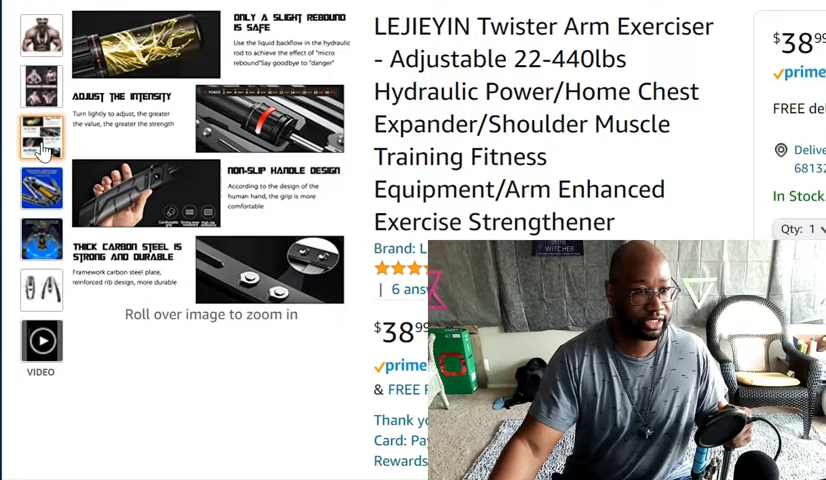 ONLY A SLIGHT REBOUND
IS SAFE
Use the liquid backflow in the hydraulic
rod to achieve the effect of "micro
rebound"Say goodbye to "danger"
ADJUST THE INTENSITY
Turn lightly to adjust, the greater
the value, the greater the strength
POWER
NON-SLIP HANDLE DESIGN
According to the design of the
human hand, the grip is more
comfortable
THICK CARBON STEEL IS
STRONG AND DURABLE
Framework carbon steel plate,
reinforced rib design, more durable
Roll over image to zoom in
VIDEO
LEJIEYIN Twister Arm Exerciser
- Adjustable 22-440lbs
Hydraulic Power/Home Chest
Expander/Shoulder Muscle
Training Fitness
Equipment/Arm Enhanced
Exercise Strengthener
Brand: L
| 6 answ
$3899
prime
& FREE
Thank yo
Card: Pa
Rewards
$3899
prime
FREE del
Delive
6813
In Stock
Qty: 1
WITCHER